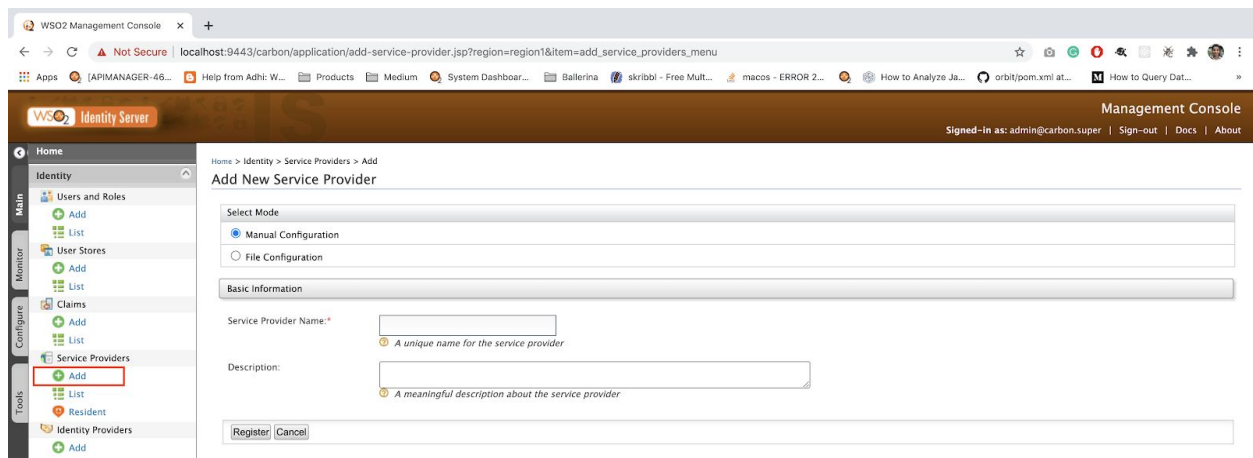 WSO2 Management Console
Not Secure | localhost:9443/carbon/application/add-service-provider.jsp?region=region1&item=add_service_providers_menu
Apps [APIMANAGER-46... Help from Adhi: W... Products Medium System Dashboar... Ballerina skribbl - Free Mult... macos - ERROR 2... How to Analyze Ja... orbit/pom.xml at... How to Query Dat... »
WSO2 Identity Server
Management Console
Signed-in as: admin@carbon.super | Sign-out | Docs | About
Main
Monitor
Configure
Tools
Home
Identity
Users and Roles
Add
List
User Stores
Add
List
Claims
Add
List
Service Providers
Add
List
Resident
Identity Providers
Add
Home > Identity > Service Providers > Add
Add New Service Provider
Select Mode
Manual Configuration
File Configuration
Basic Information
Service Provider Name:*
A unique name for the service provider
Description:
A meaningful description about the service provider
Register Cancel